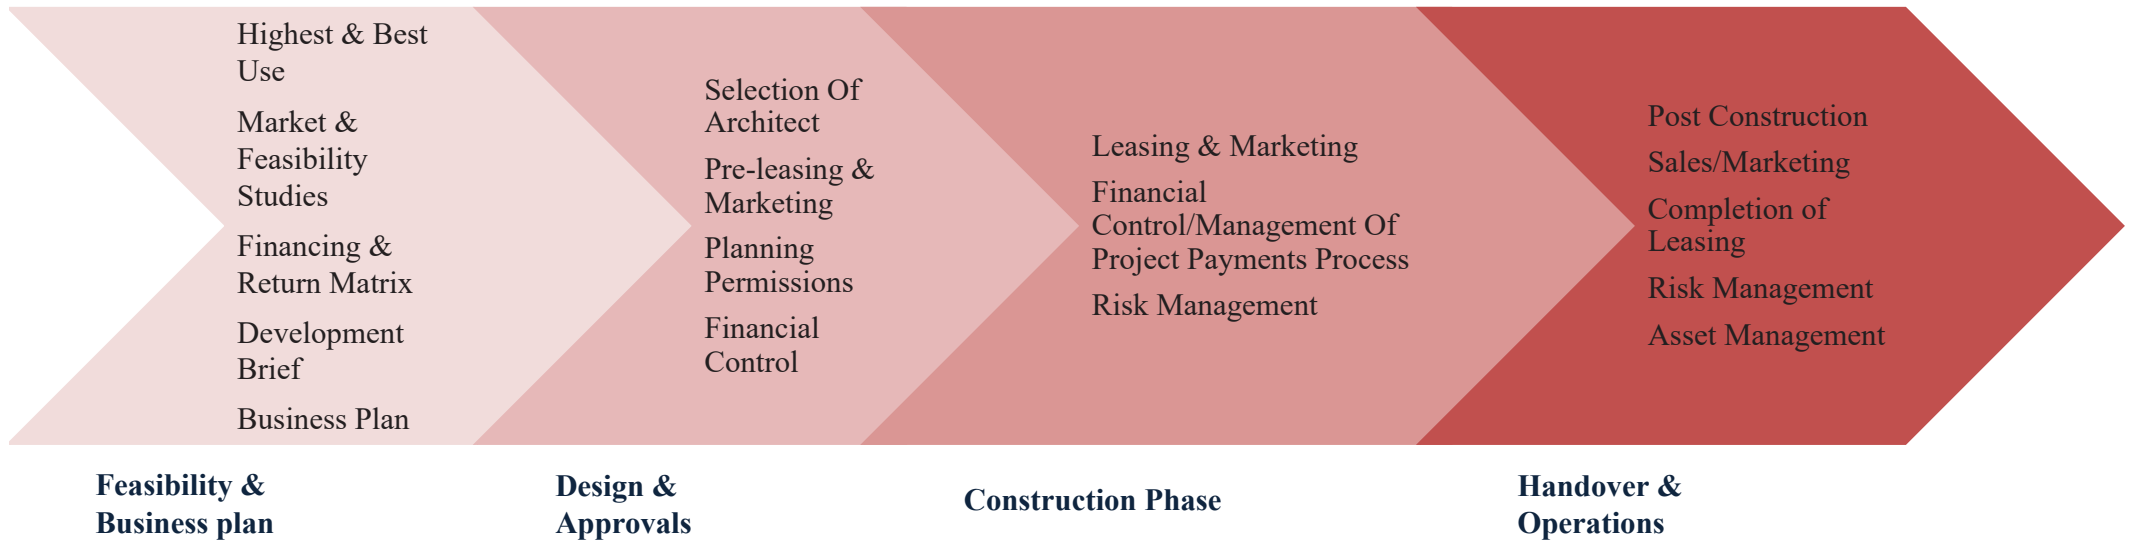 Highest & Best
Use
Market &
Feasibility
Studies
Financing &
Return Matrix
Development
Brief
Business Plan
Selection Of
Architect
Pre-leasing &
Marketing
Planning
Permissions
Financial
Control
Leasing & Marketing
Financial
Control/Management Of
Project Payments Process
Risk Management
Post Construction
Sales/Marketing
Completion of
Leasing
Risk Management
Asset Management
Feasibility &
Business plan
Design &
Approvals
Construction Phase
Handover &
Operations